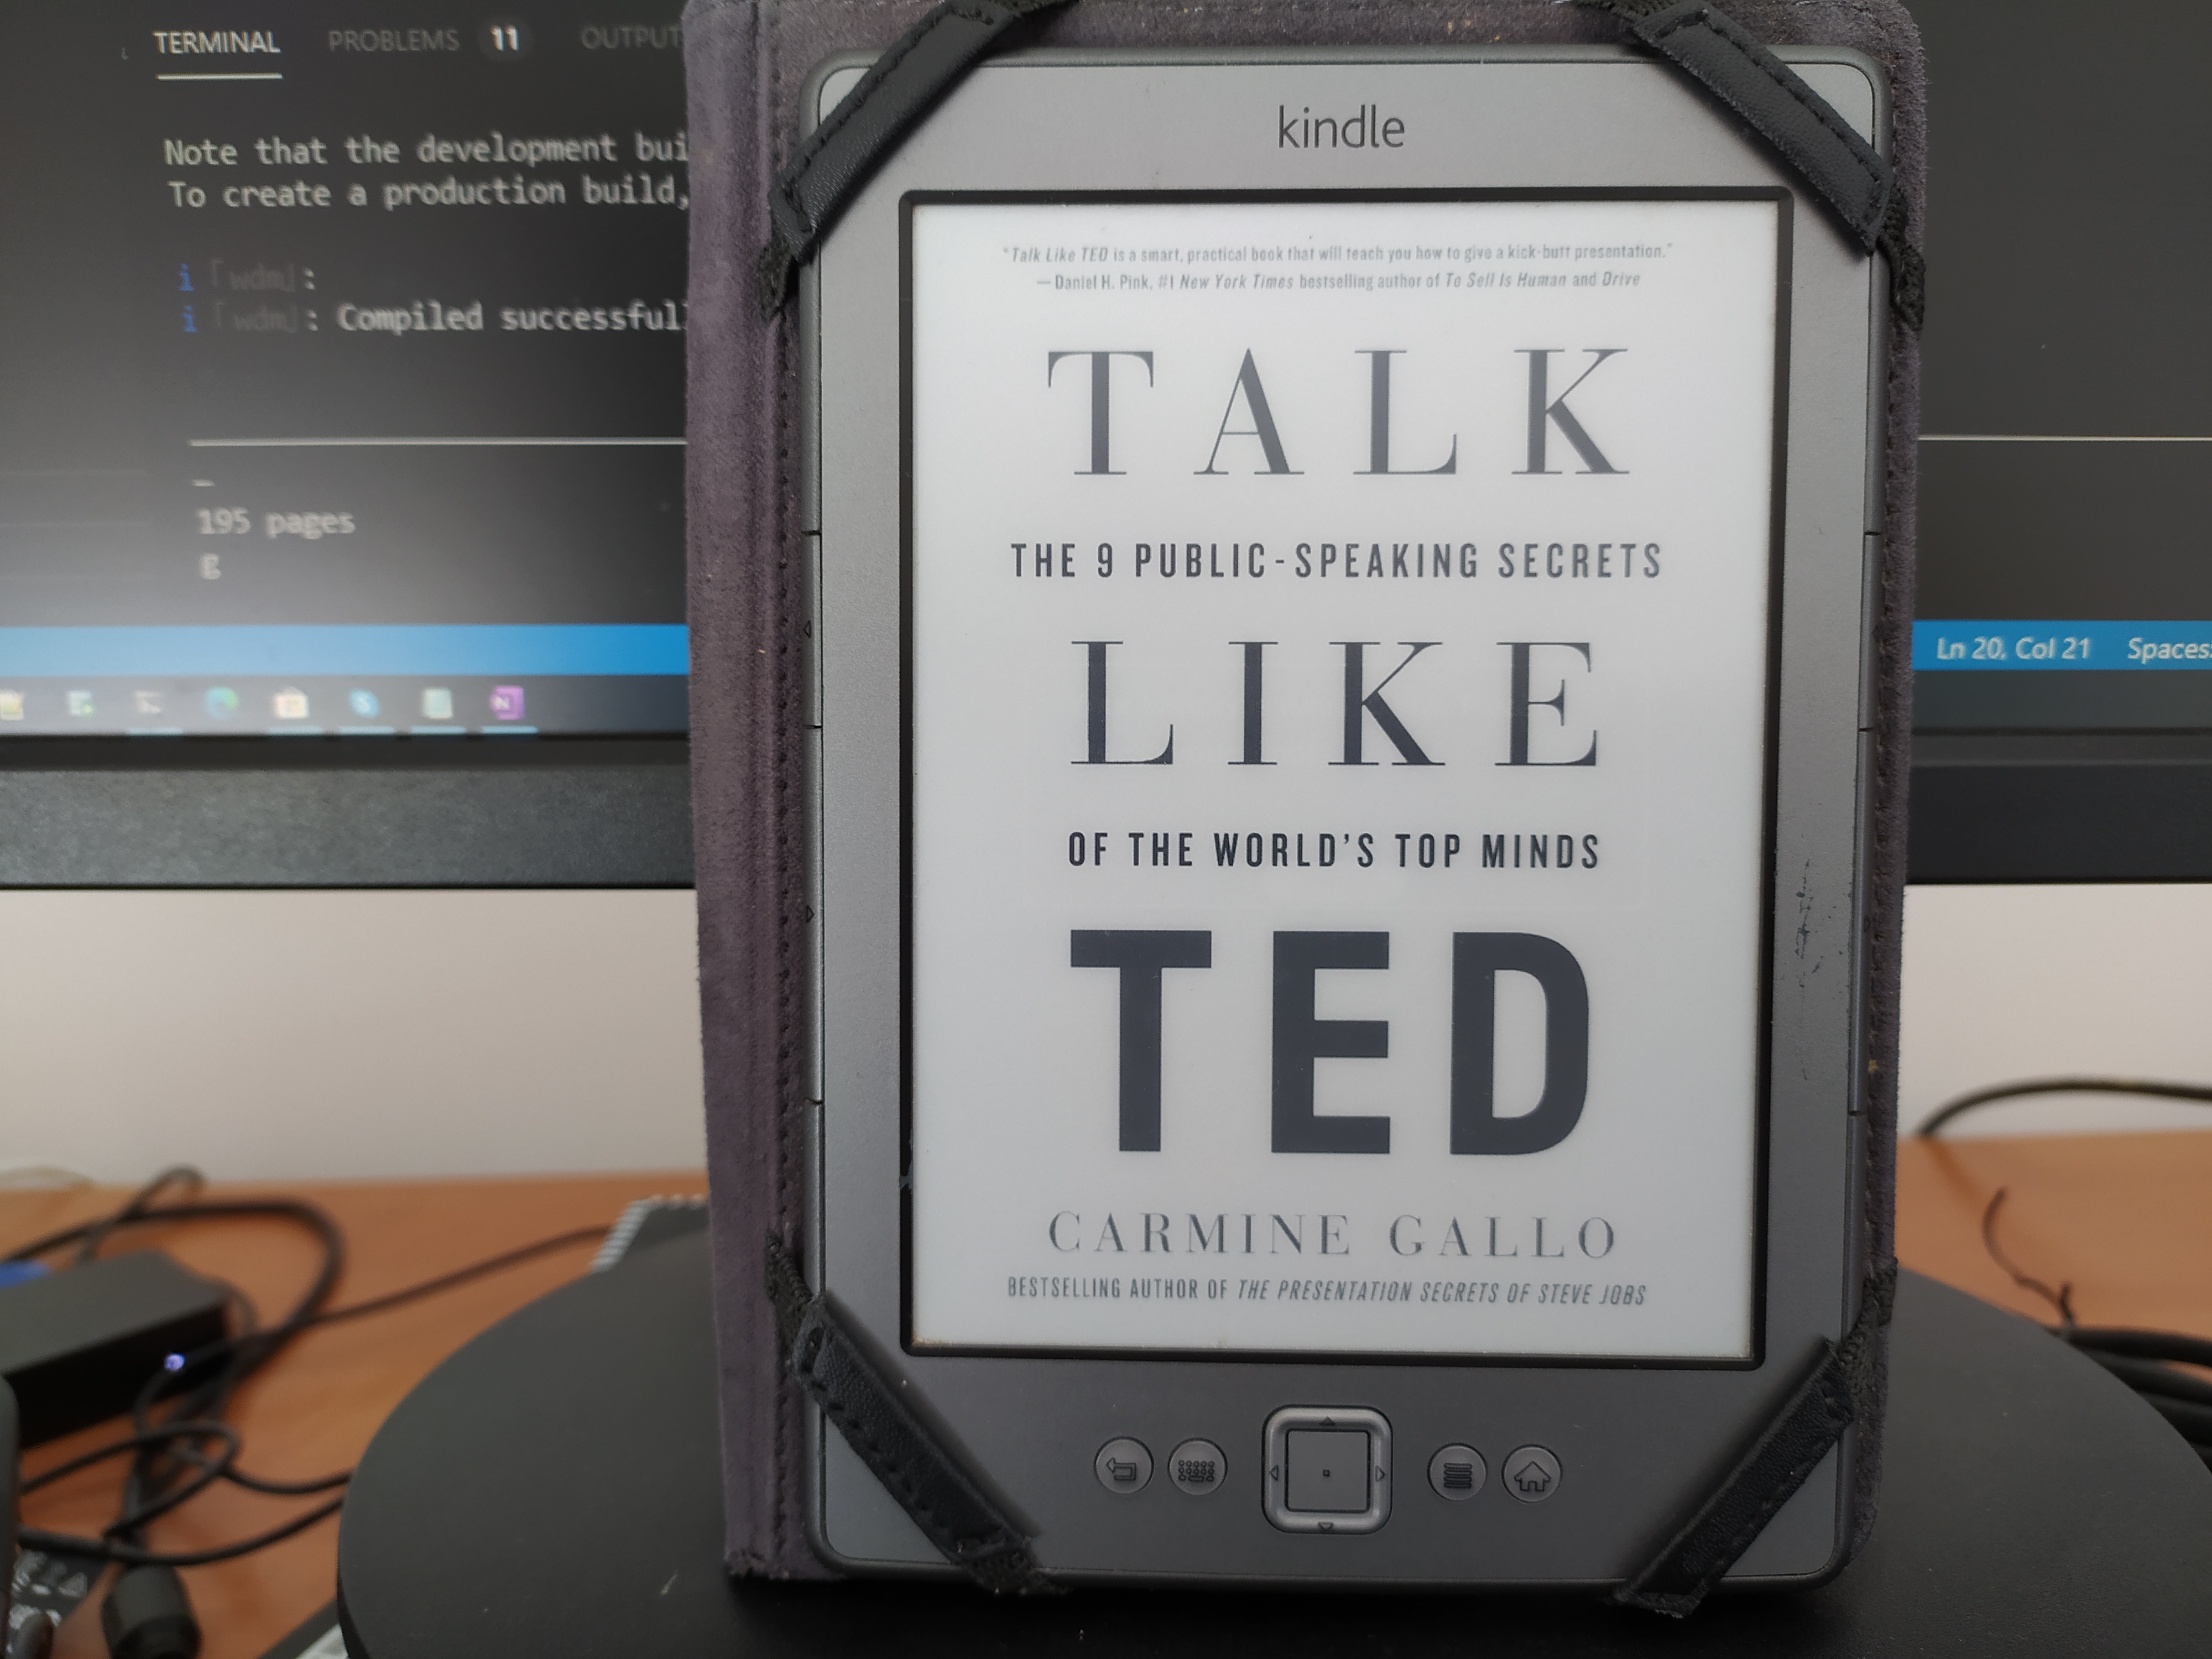 TERMINAL PROBLEMS 11 OUTPUT
Note that the development bui
To create a production build,
i ｢wdm｣:
i ｢wdm｣: Compiled successfull
195 pages
g
Ln 20, Col 21 Spaces:
kindle
"Talk Like TED is a smart, practical book that will teach you how to give a kick-butt presentation."
—Daniel H. Pink, #1 New York Times bestselling author of To Sell Is Human and Drive
TALK
THE 9 PUBLIC-SPEAKING SECRETS
LIKE
OF THE WORLD'S TOP MINDS
TED
CARMINE GALLO
BESTSELLING AUTHOR OF THE PRESENTATION SECRETS OF STEVE JOBS